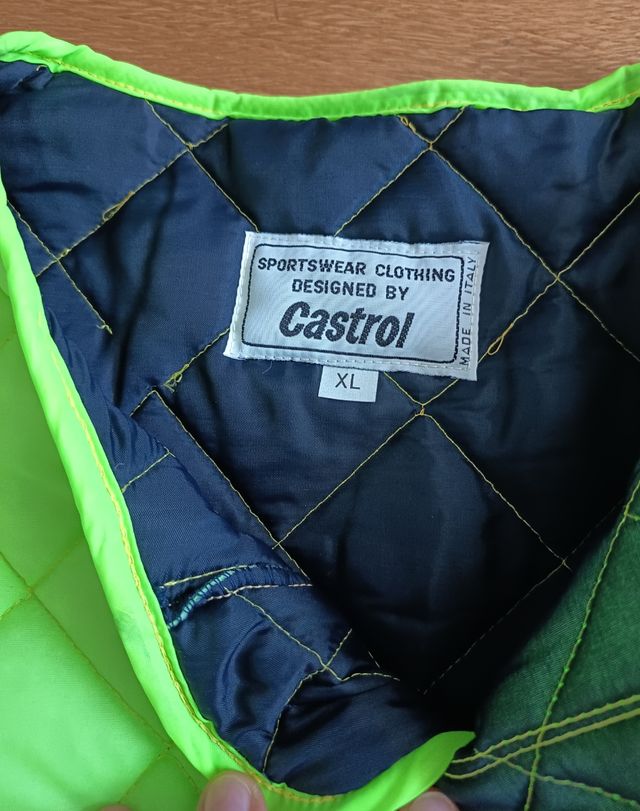 SPORTSWEAR CLOTHING
DESIGNED BY
Castrol
MADE IN ITALY
XL